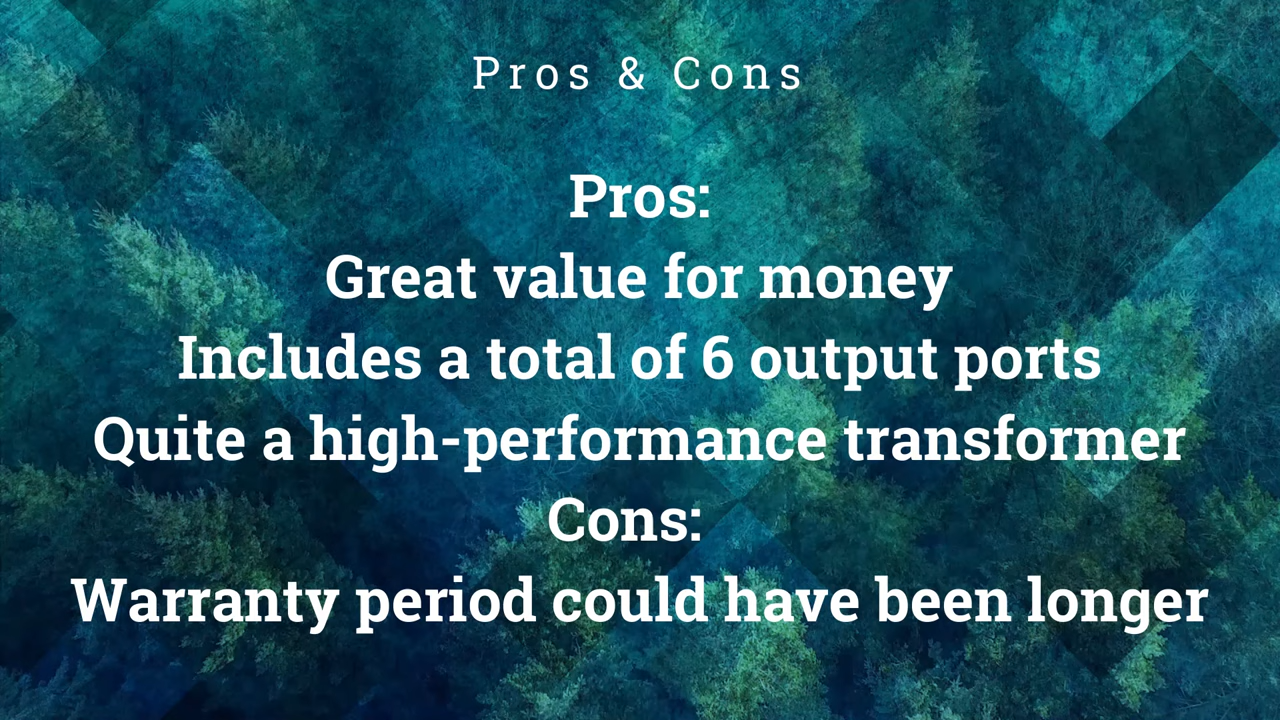 Pros & Cons
Pros:
Great value for money
Includes a total of 6 output ports
Quite a high-performance transformer
Cons:
Warranty period could have been longer